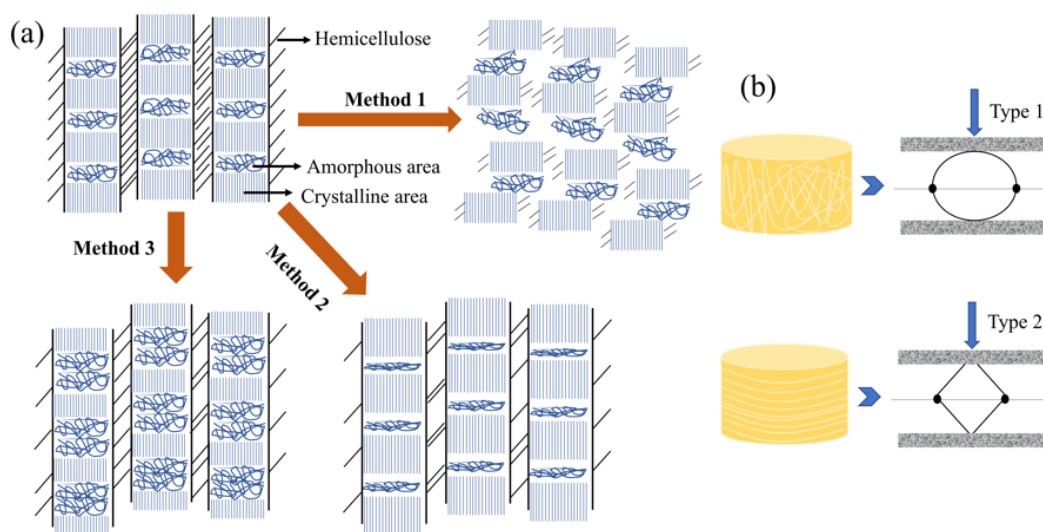 (a)
Hemicellulose
Method 1
Amorphous area
Crystalline area
Method 3
Method 2
(b)
Type 1
Type 2